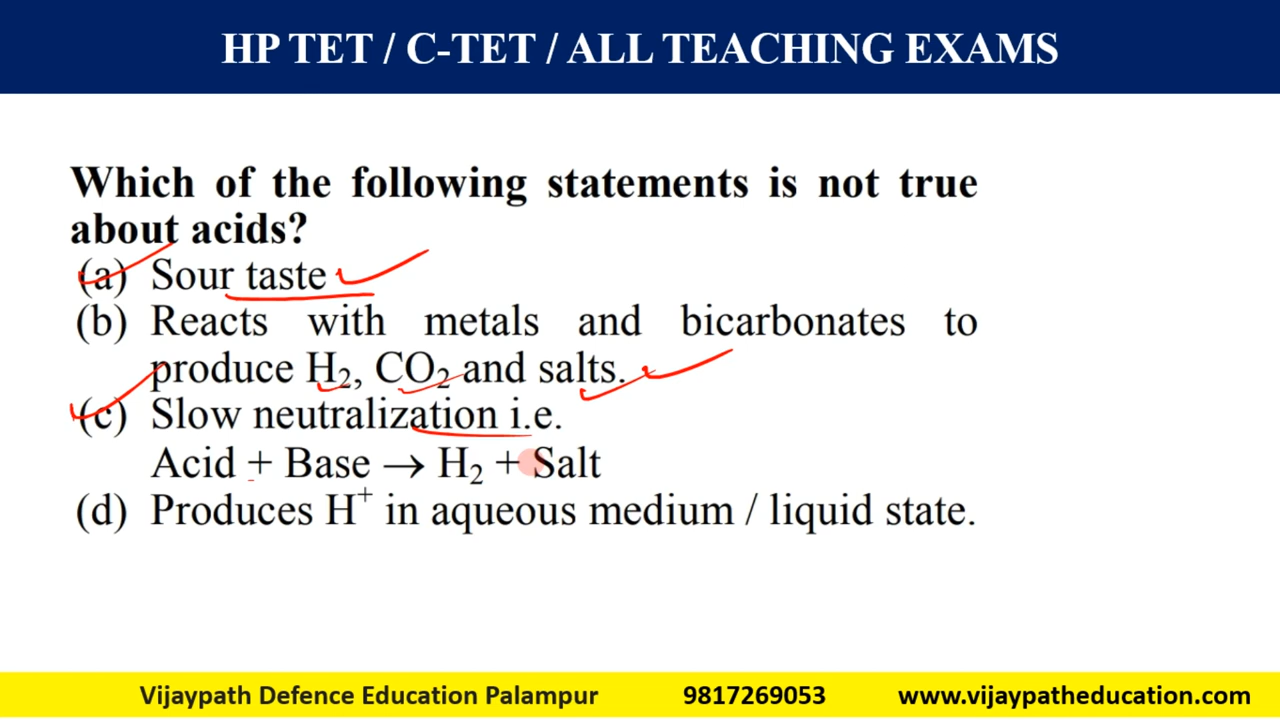 HP TET / C-TET / ALL TEACHING EXAMS
Which of the following statements is not true
about acids?
(a) Sour taste
(b) Reacts with metals and bicarbonates to
produce H₂, CO₂ and salts.
(c) Slow neutralization i.e.
Acid + Base → H₂ + Salt
(d) Produces H⁺ in aqueous medium / liquid state.
Vijaypath Defence Education Palampur 9817269053 www.vijaypatheducation.com